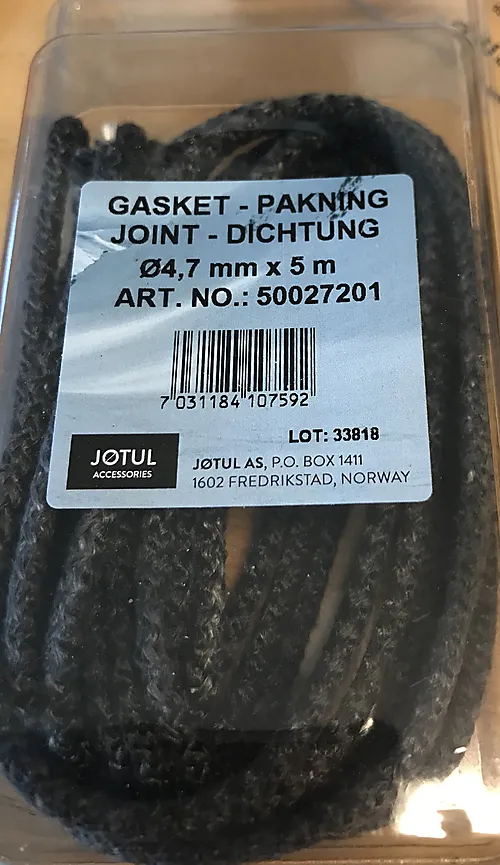 GASKET - PAKNING
JOINT - DICHTUNG
Ø4,7 mm x 5 m
ART. NO.: 50027201
7 031184 107592
LOT: 33818
JØTUL
ACCESSORIES
JØTUL AS, P.O. BOX 1411
1602 FREDRIKSTAD, NORWAY